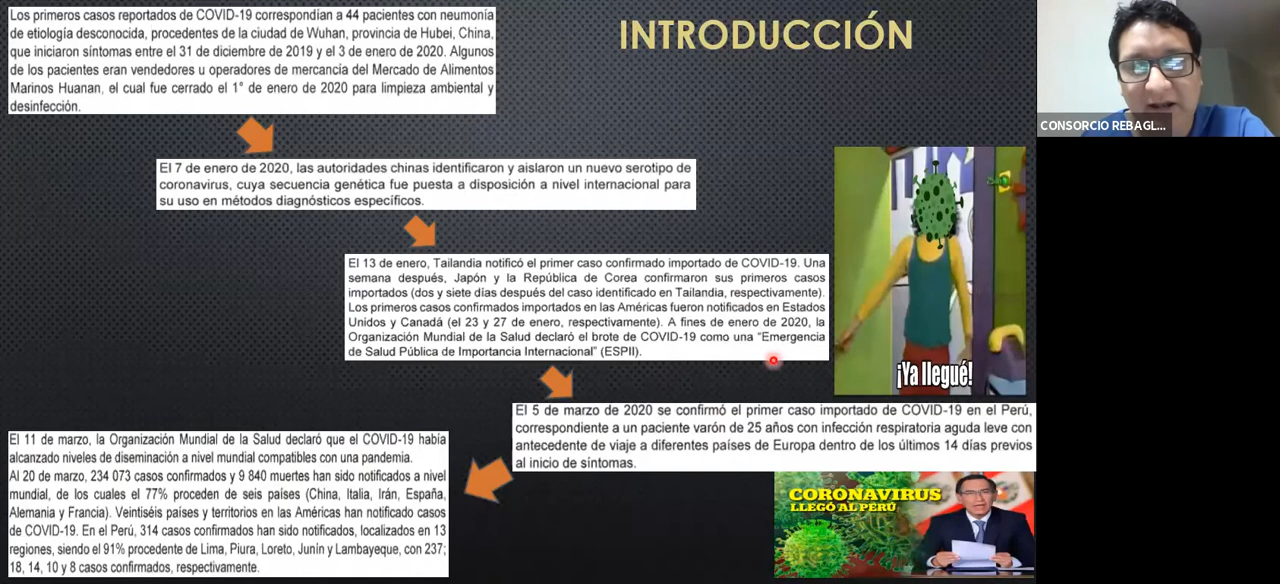 INTRODUCCIÓN
Los primeros casos reportados de COVID-19 correspondían a 44 pacientes con neumonía
de etiología desconocida, procedentes de la ciudad de Wuhan, provincia de Hubei, China,
que iniciaron síntomas entre el 31 de diciembre de 2019 y el 3 de enero de 2020. Algunos
de los pacientes eran vendedores u operadores de mercancía del Mercado de Alimentos
Marinos Huanan, el cual fue cerrado el 1° de enero de 2020 para limpieza ambiental y
desinfección.
CONSORCIO REBAGL...
El 7 de enero de 2020, las autoridades chinas identificaron y aislaron un nuevo serotipo de
coronavirus, cuya secuencia genética fue puesta a disposición a nivel internacional para
su uso en métodos diagnósticos específicos.
El 13 de enero, Tailandia notificó el primer caso confirmado importado de COVID-19. Una
semana después, Japón y la República de Corea confirmaron sus primeros casos
importados (dos y siete días después del caso identificado en Tailandia, respectivamente).
Los primeros casos confirmados importados en las Américas fueron notificados en Estados
Unidos y Canadá (el 23 y 27 de enero, respectivamente). A fines de enero de 2020, la
Organización Mundial de la Salud declaró el brote de COVID-19 como una “Emergencia
de Salud Pública de Importancia Internacional” (ESPII).
¡Ya llegué!
El 5 de marzo de 2020 se confirmó el primer caso importado de COVID-19 en el Perú,
correspondiente a un paciente varón de 25 años con infección respiratoria aguda leve con
antecedente de viaje a diferentes países de Europa dentro de los últimos 14 días previos
al inicio de síntomas.
El 11 de marzo, la Organización Mundial de la Salud declaró que el COVID-19 había
alcanzado niveles de diseminación a nivel mundial compatibles con una pandemia.
Al 20 de marzo, 234 073 casos confirmados y 9 840 muertes han sido notificados a nivel
mundial, de los cuales el 77% proceden de seis países (China, Italia, Irán, España,
Alemania y Francia). Veintiséis países y territorios en las Américas han notificado casos
de COVID-19. En el Perú, 314 casos confirmados han sido notificados, localizados en 13
regiones, siendo el 91% procedente de Lima, Piura, Loreto, Junín y Lambayeque, con 237;
18, 14, 10 y 8 casos confirmados, respectivamente.
CORONAVIRUS
LLEGÓ AL PERÚ